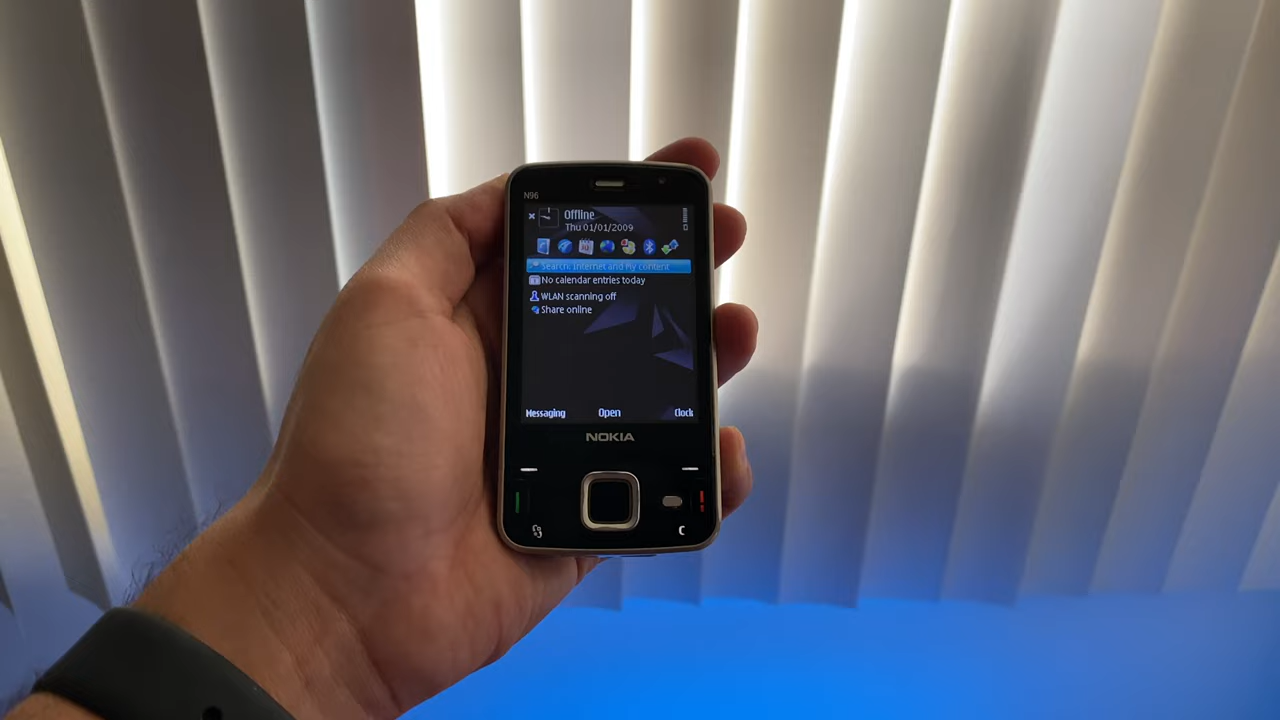 N96
Offline
Thu 01/01/2009
Search: Internet and My content
No calendar entries today
WLAN scanning off
Share online
Messaging Open Clock
NOKIA
C